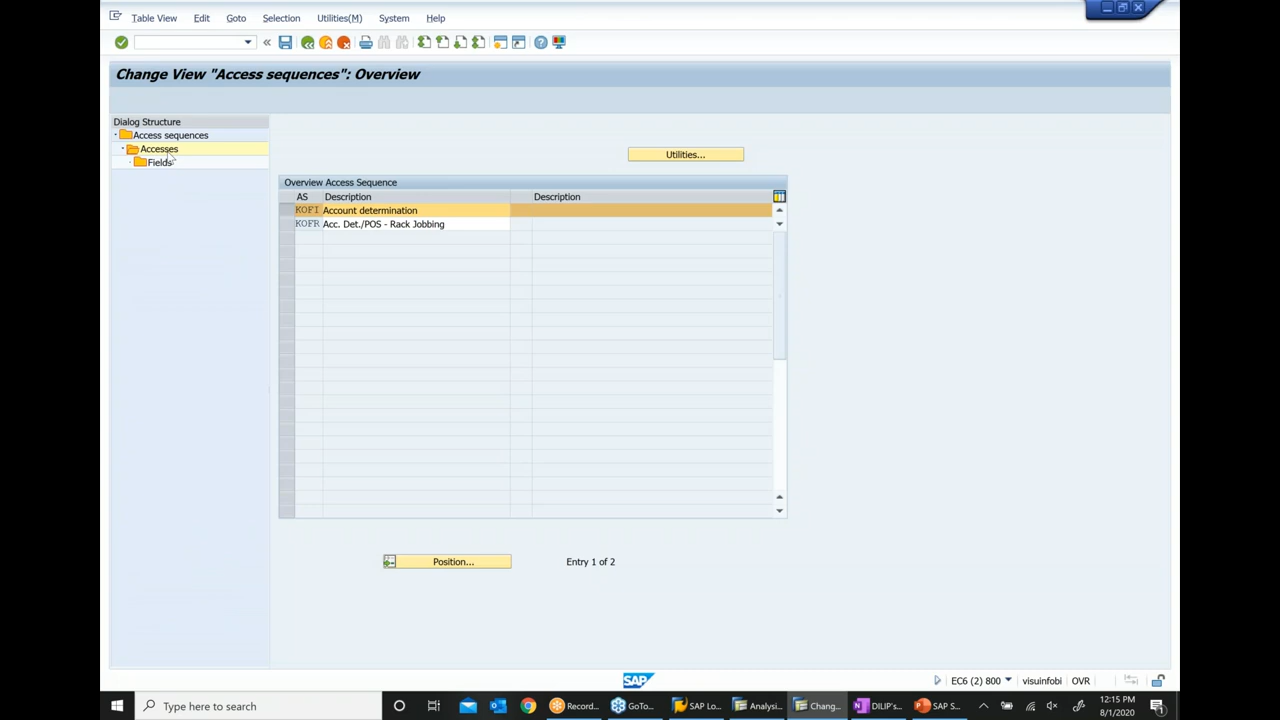 Table View Edit Goto Selection Utilities(M) System Help
Change View "Access sequences": Overview
Dialog Structure
Access sequences
Accesses
Fields
Utilities...
Overview Access Sequence
AS Description Description
KOFI Account determination
KOFR Acc. Det./POS - Rack Jobbing
Position... Entry 1 of 2
SAP
EC6 (2) 800 visuinfobi OVR
Type here to search
Record... GoTo... SAP Lo... Analysi... Chang... DILIP's... SAP S...
12:15 PM
8/1/2020